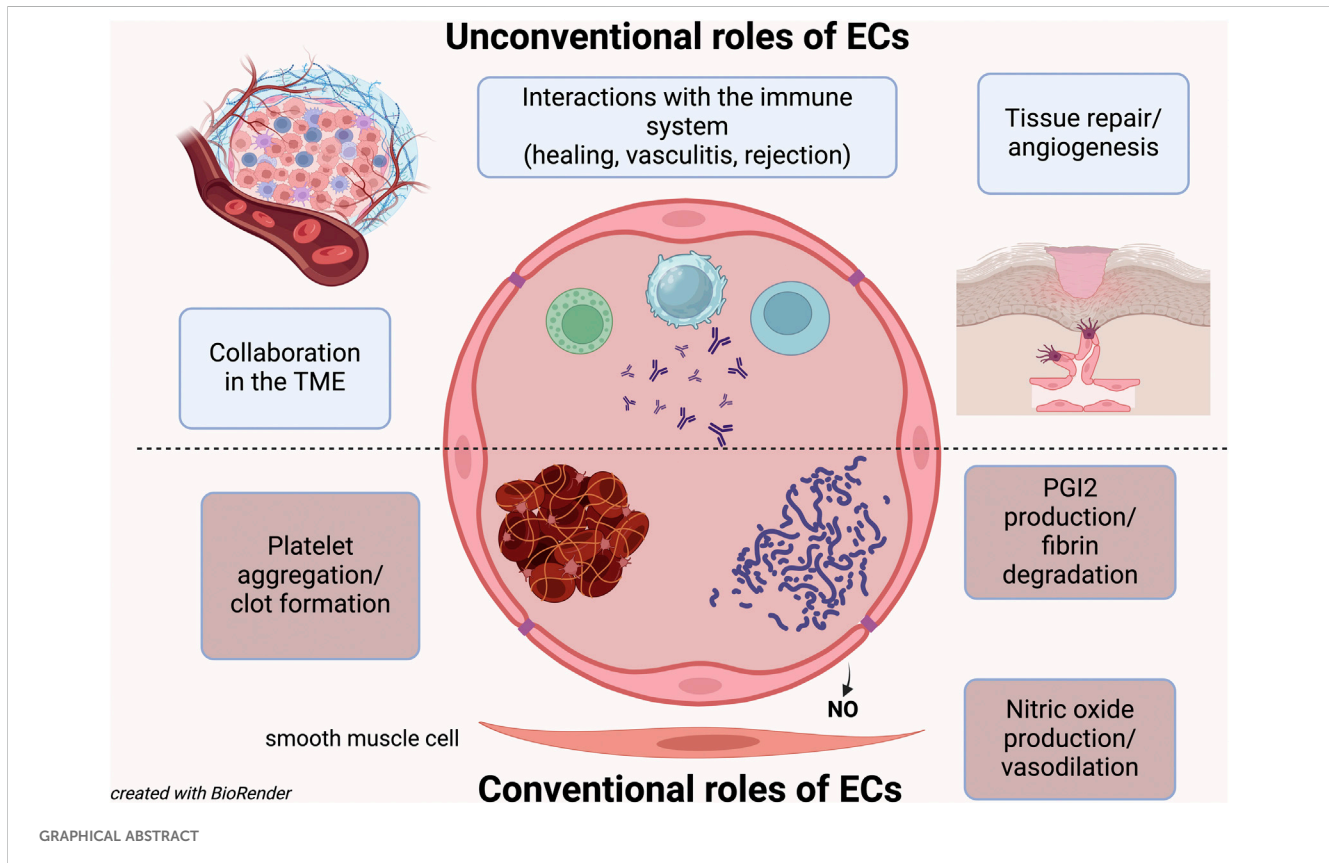 Unconventional roles of ECs
Interactions with the immune
system
(healing, vasculitis, rejection)
Tissue repair/
angiogenesis
Collaboration
in the TME
Platelet
aggregation/
clot formation
PGI2
production/
fibrin
degradation
NO
Nitric oxide
production/
vasodilation
smooth muscle cell
Conventional roles of ECs
created with BioRender
GRAPHICAL ABSTRACT